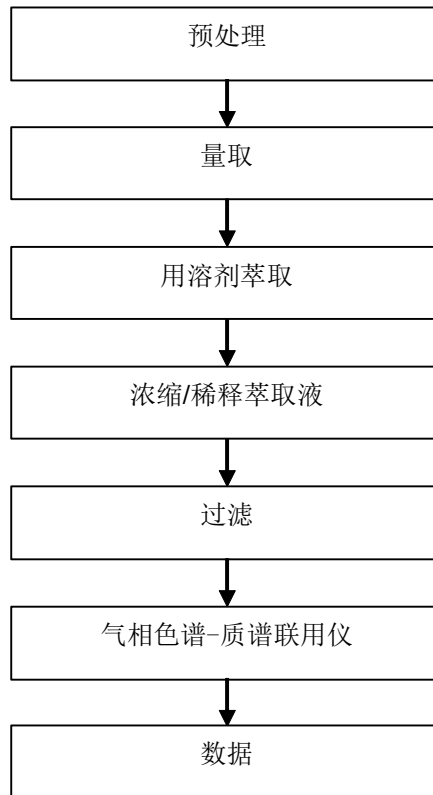 预处理
量取
用溶剂萃取
浓缩/稀释萃取液
过滤
气相色谱-质谱联用仪
数据